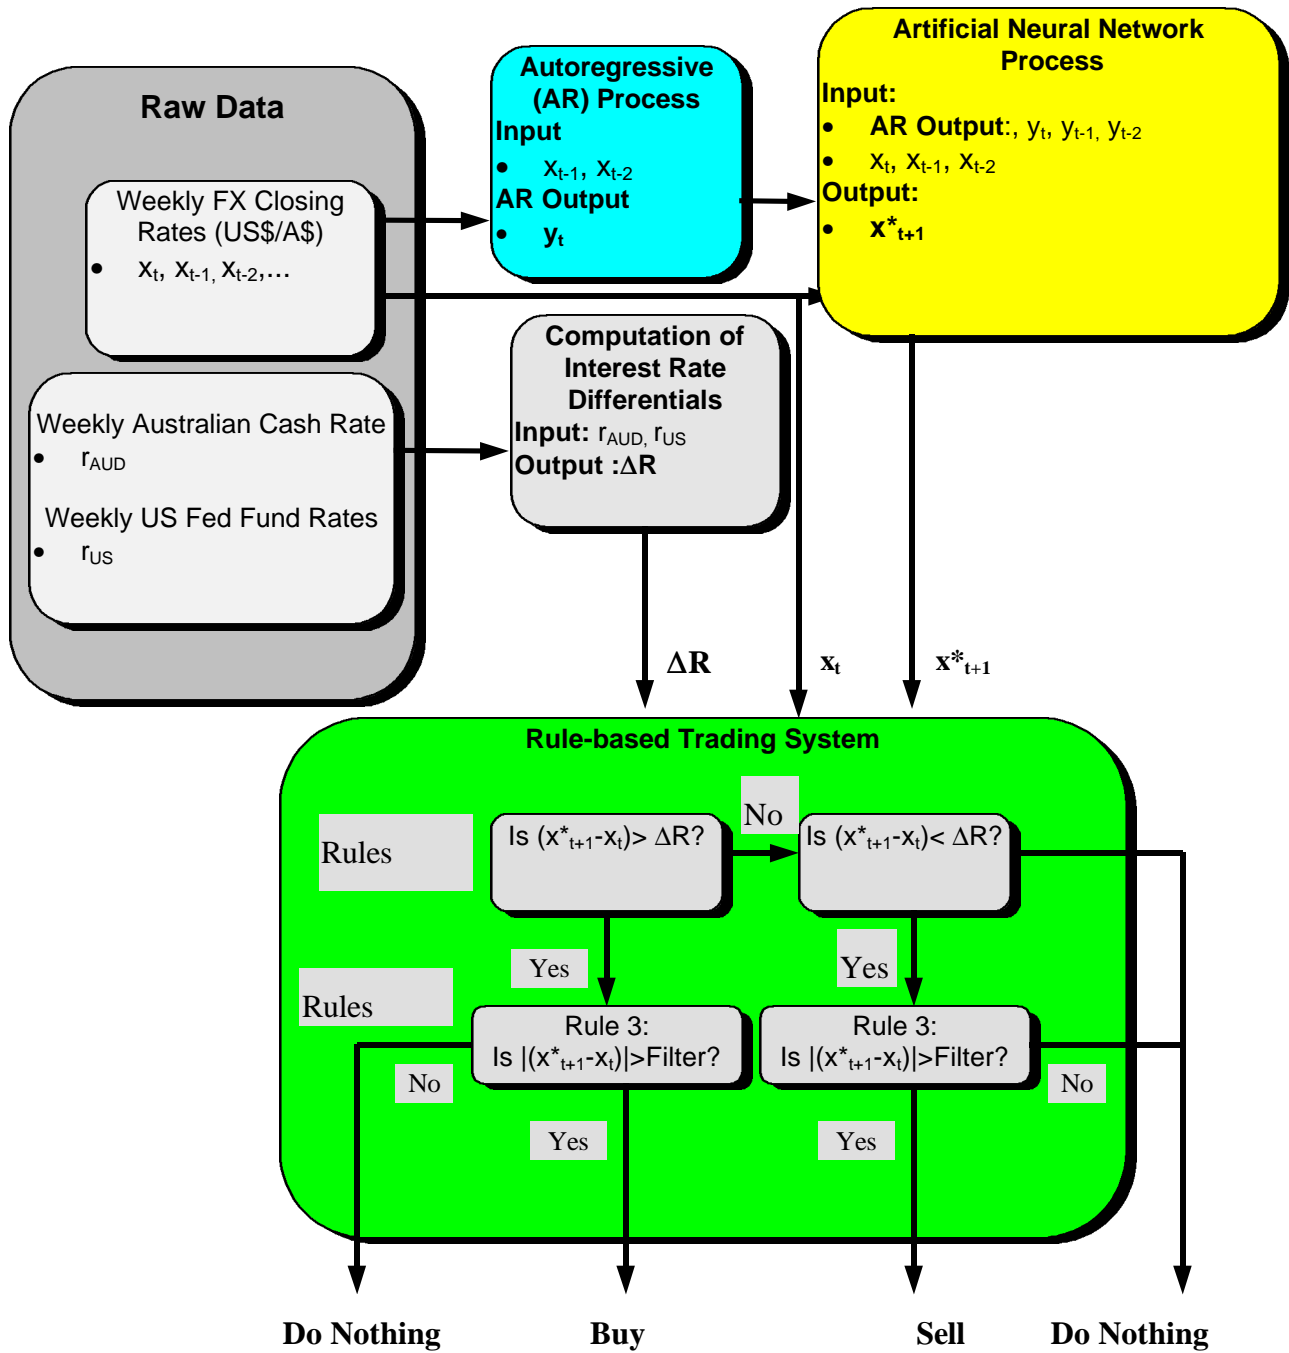 Raw Data
Weekly FX Closing
Rates (US$/A$)
• xₜ, xₜ₋₁, xₜ₋₂,...
Weekly Australian Cash Rate
• r_AUD
Weekly US Fed Fund Rates
• r_US
Autoregressive
(AR) Process
Input
• xₜ₋₁, xₜ₋₂
AR Output
• yₜ
Artificial Neural Network
Process
Input:
• AR Output:, yₜ, yₜ₋₁, yₜ₋₂
• xₜ, xₜ₋₁, xₜ₋₂
Output:
• x*ₜ₊₁
Computation of
Interest Rate
Differentials
Input: r_AUD, r_US
Output :ΔR
ΔR
xₜ
x*ₜ₊₁
Rule-based Trading System
Rules
Is (x*ₜ₊₁-xₜ)> ΔR?
No
Is (x*ₜ₊₁-xₜ)< ΔR?
Yes
Yes
Rules
Rule 3:
Is |(x*ₜ₊₁-xₜ)|>Filter?
Rule 3:
Is |(x*ₜ₊₁-xₜ)|>Filter?
No
No
Yes
Yes
Do Nothing
Buy
Sell
Do Nothing